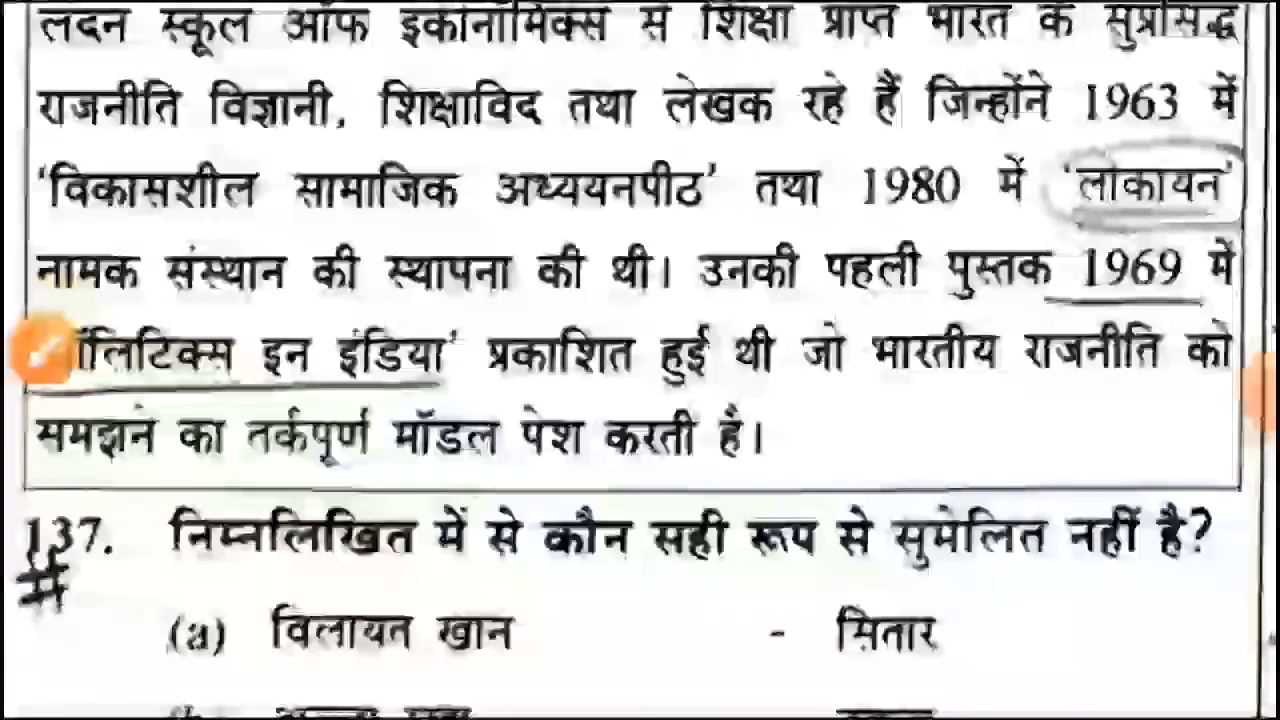 लंदन स्कूल ऑफ इकोनॉमिक्स से शिक्षा प्राप्त भारत के सुप्रसिद्ध
राजनीति विज्ञानी, शिक्षाविद तथा लेखक रहे हैं जिन्होंने 1963 में
'विकासशील सामाजिक अध्ययनपीठ' तथा 1980 में 'लोकायन'
नामक संस्थान की स्थापना की थी। उनकी पहली पुस्तक 1969 में
इन इंडिया' प्रकाशित हुई थी जो भारतीय राजनीति को
समझने का तर्कपूर्ण मॉडल पेश करती है।
137. निम्नलिखित में से कौन सही रूप से सुमेलित नहीं है?
(a) विलायत खान - सितार